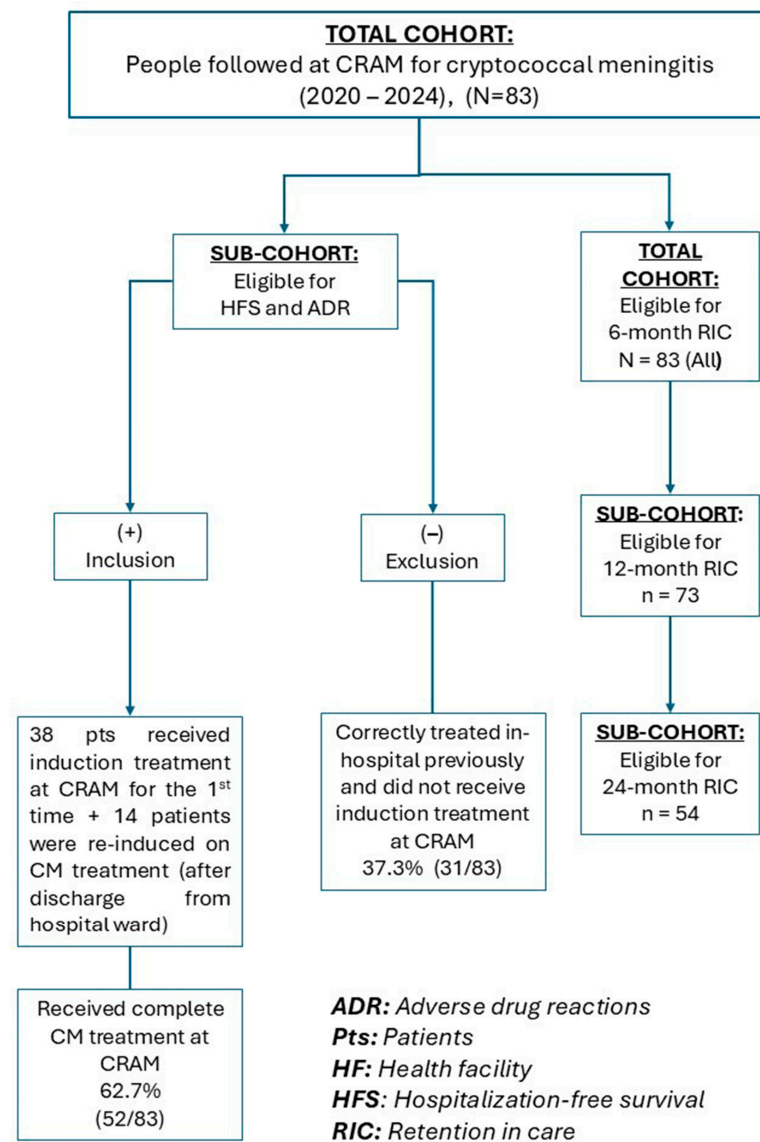 TOTAL COHORT:
People followed at CRAM for cryptococcal meningitis
(2020 – 2024), (N=83)
SUB-COHORT:
Eligible for
HFS and ADR
TOTAL
COHORT:
Eligible for
6-month RIC
N = 83 (All)
(+)
Inclusion
(–)
Exclusion
SUB-COHORT:
Eligible for
12-month RIC
n = 73
38 pts received
induction treatment
at CRAM for the 1st
time + 14 patients
were re-induced on
CM treatment (after
discharge from
hospital ward)
Correctly treated in-
hospital previously
and did not receive
induction treatment
at CRAM
37.3% (31/83)
SUB-COHORT:
Eligible for
24-month RIC
n = 54
Received complete
CM treatment at
CRAM
62.7%
(52/83)
ADR: Adverse drug reactions
Pts: Patients
HF: Health facility
HFS: Hospitalization-free survival
RIC: Retention in care